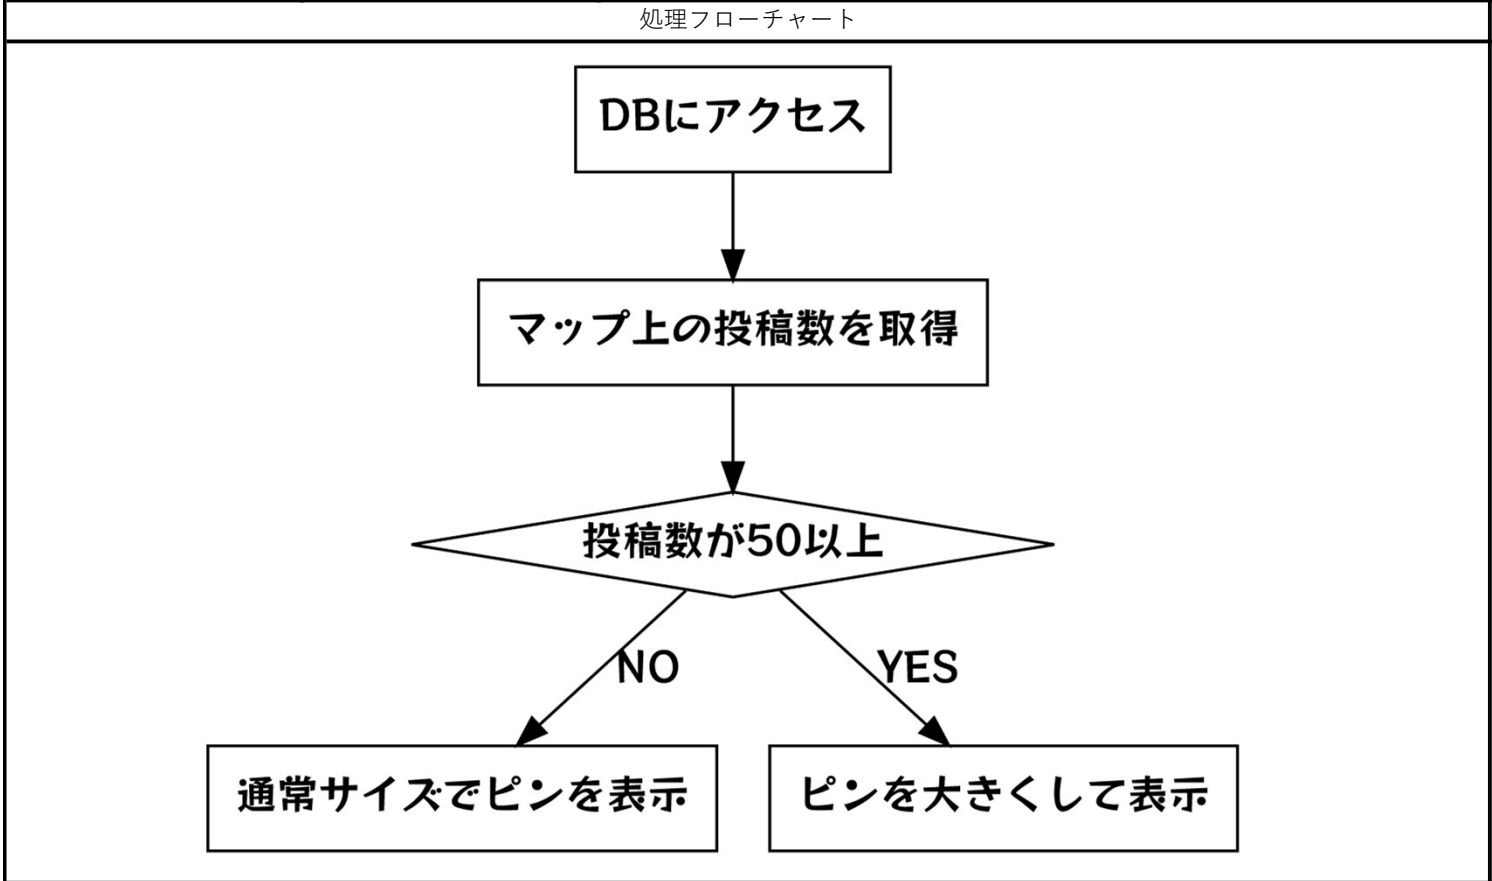 処理フローチャート
DBにアクセス
マップ上の投稿数を取得
投稿数が50以上
NO
YES
通常サイズでピンを表示
ピンを大きくして表示